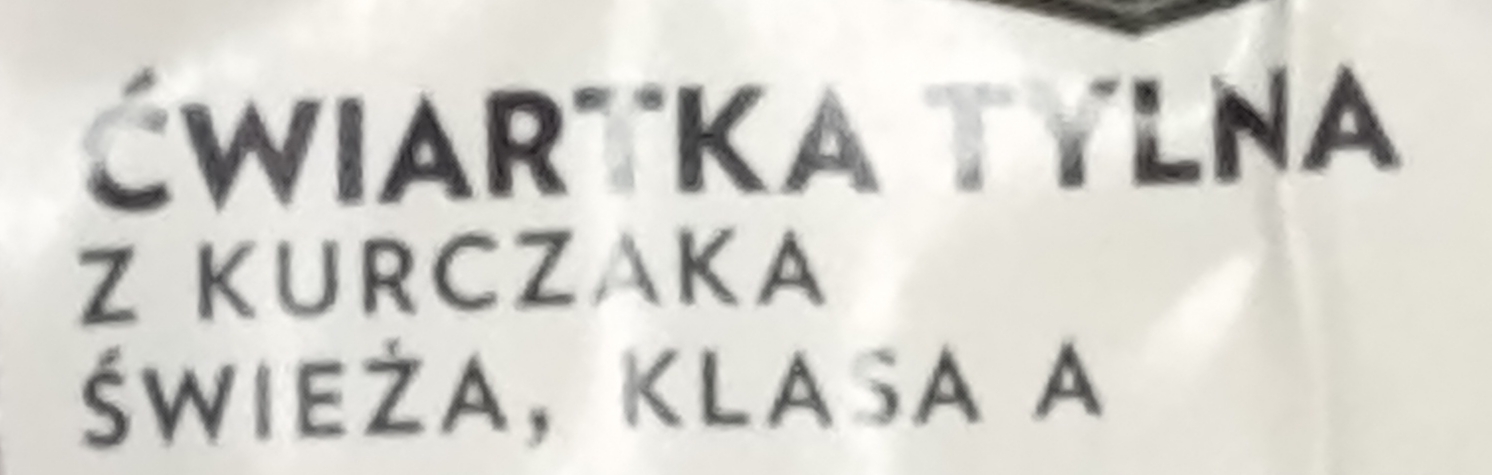 ĆWIARTKA TYLNA
Z KURCZAKA
ŚWIEŻA, KLASA A